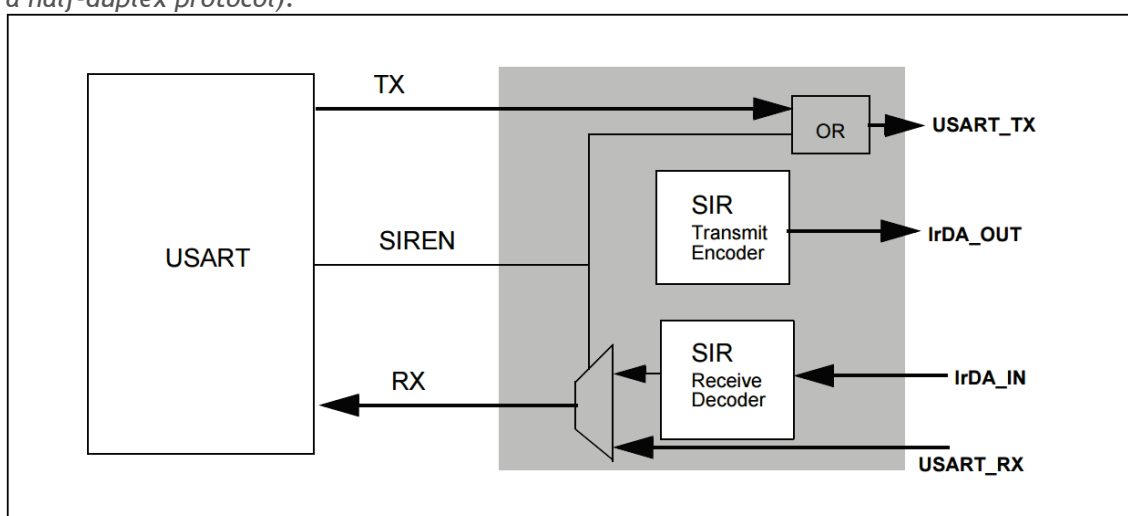 a half-duplex protocol).
TX
OR
USART_TX
SIR
Transmit
Encoder
IrDA_OUT
SIREN
USART
SIR
Receive
Decoder
IrDA_IN
RX
USART_RX